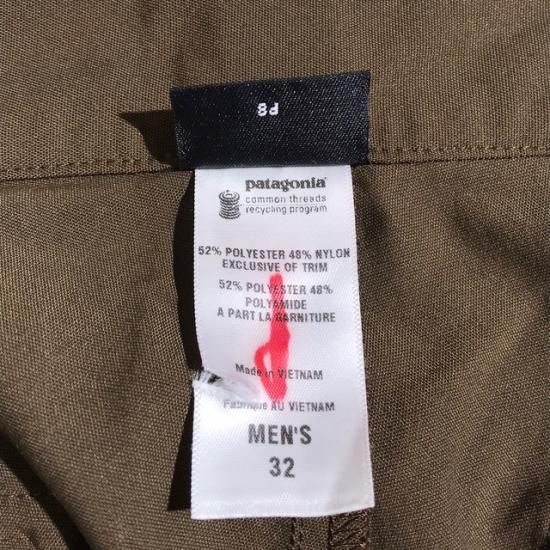 P8
patagonia
common threads
recycling program
52% POLYESTER 48% NYLON
EXCLUSIVE OF TRIM
52% POLYESTER 48%
POLYAMIDE
A PART LA GARNITURE
Made in VIETNAM
Fabriqué AU VIETNAM
MEN'S
32